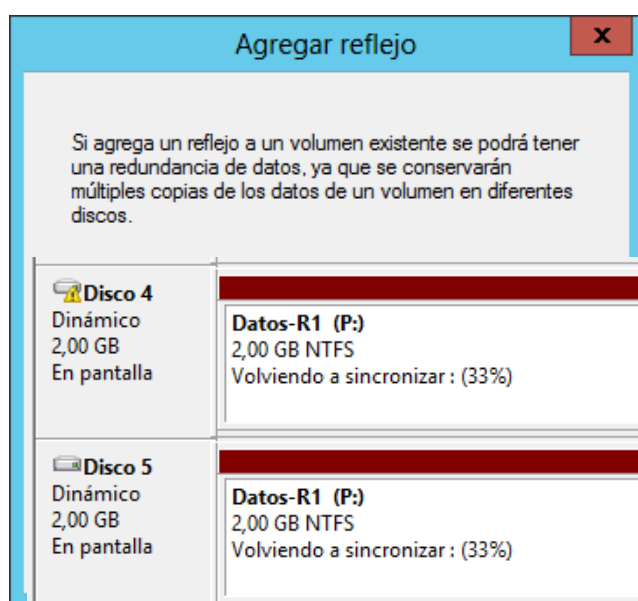 Agregar reflejo
x
Si agrega un reflejo a un volumen existente se podrá tener
una redundancia de datos, ya que se conservarán
múltiples copias de los datos de un volumen en diferentes
discos.
Disco 4
Dinámico
2,00 GB
En pantalla
Datos-R1 (P:)
2,00 GB NTFS
Volviendo a sincronizar : (33%)
Disco 5
Dinámico
2,00 GB
En pantalla
Datos-R1 (P:)
2,00 GB NTFS
Volviendo a sincronizar : (33%)